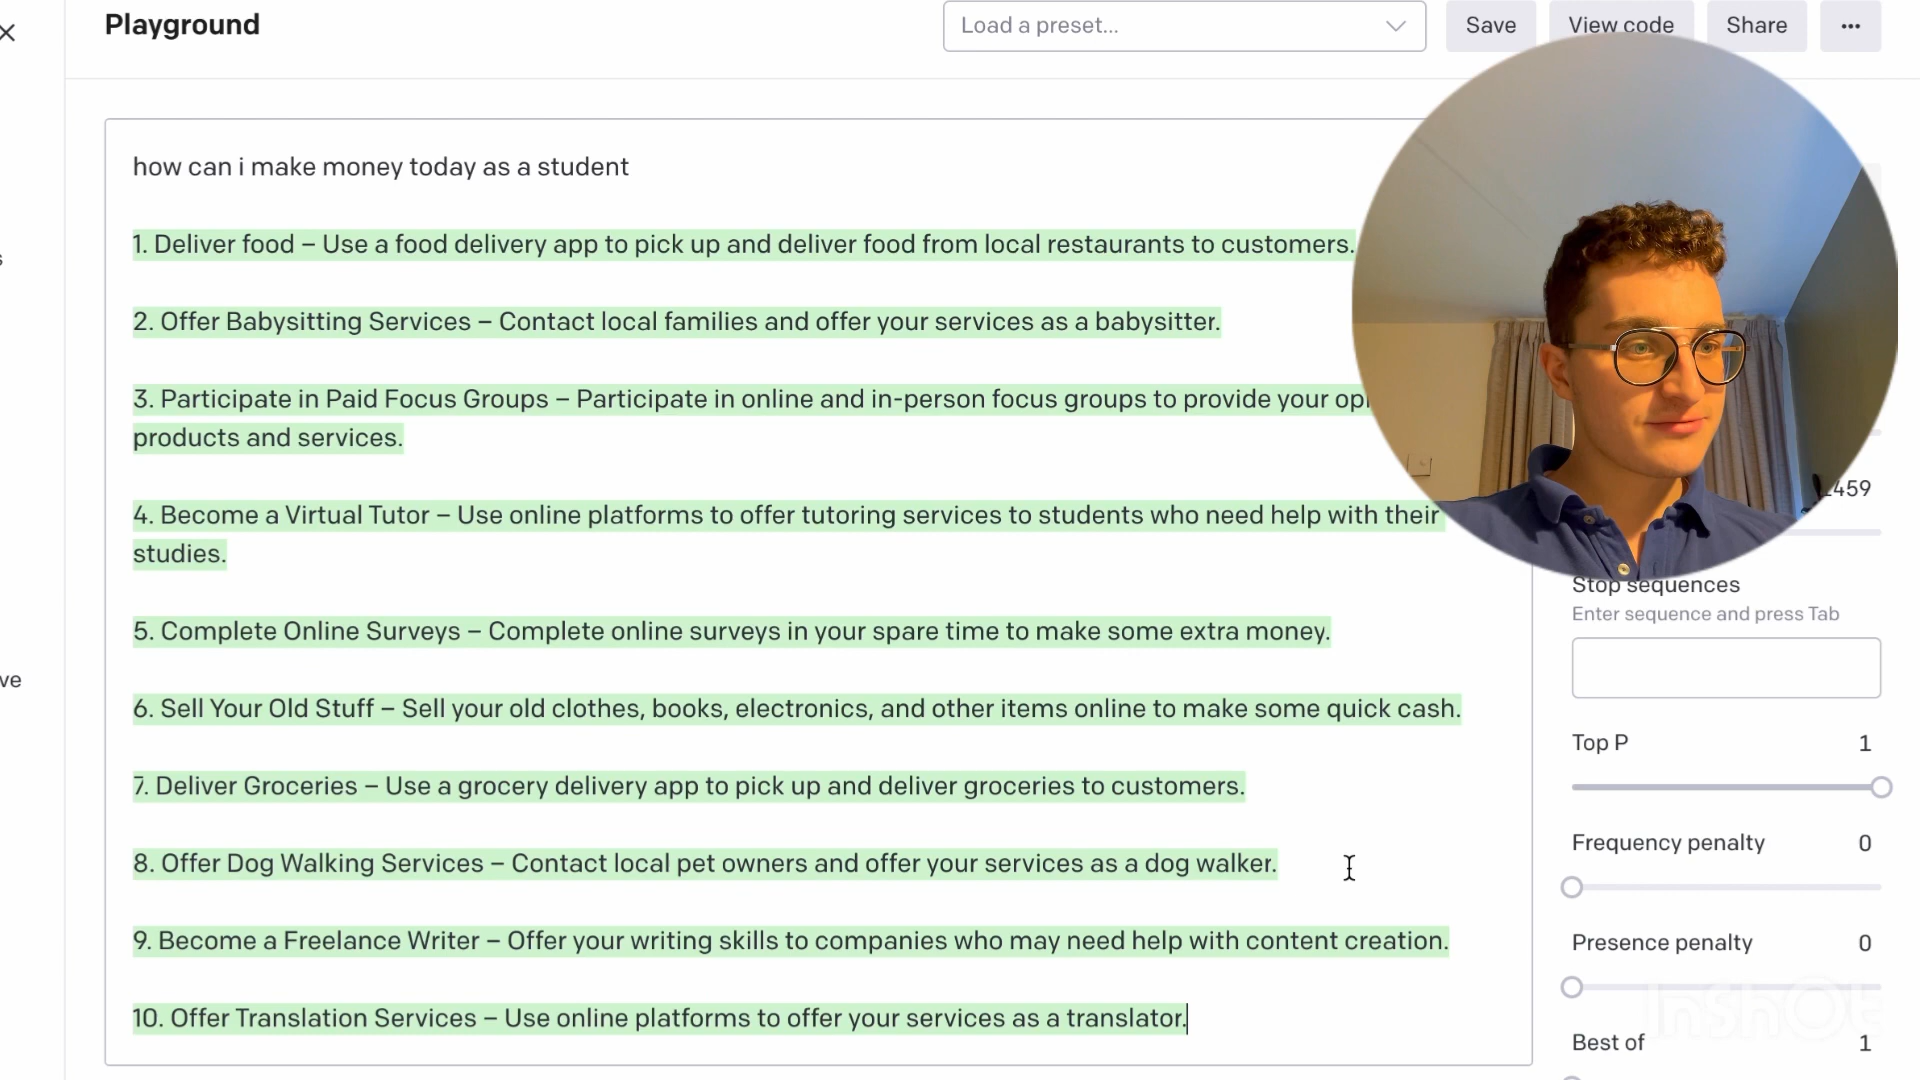 Playground
Load a preset...
Save
View code
Share
how can i make money today as a student
1. Deliver food – Use a food delivery app to pick up and deliver food from local restaurants to customers.
2. Offer Babysitting Services – Contact local families and offer your services as a babysitter.
3. Participate in Paid Focus Groups – Participate in online and in-person focus groups to provide your
products and services.
4. Become a Virtual Tutor – Use online platforms to offer tutoring services to students who need help with their
studies.
5. Complete Online Surveys – Complete online surveys in your spare time to make some extra money.
6. Sell Your Old Stuff – Sell your old clothes, books, electronics, and other items online to make some quick cash.
7. Deliver Groceries – Use a grocery delivery app to pick up and deliver groceries to customers.
8. Offer Dog Walking Services – Contact local pet owners and offer your services as a dog walker.
9. Become a Freelance Writer – Offer your writing skills to companies who may need help with content creation.
10. Offer Translation Services – Use online platforms to offer your services as a translator.
ve
459
Stop sequences
Enter sequence and press Tab
Top P 1
Frequency penalty 0
Presence penalty 0
InShOt
Best of 1